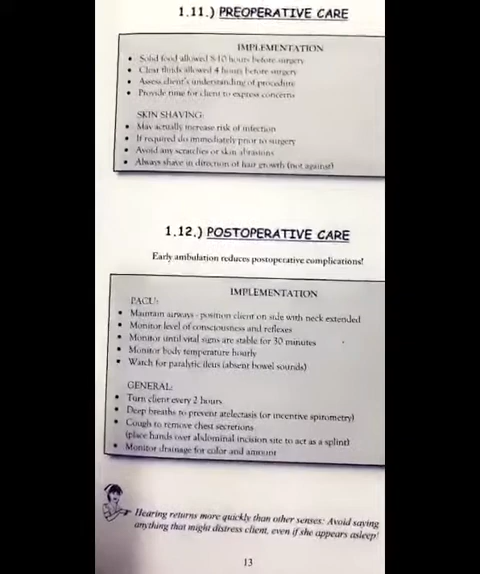 1.11.) PREOPERATIVE CARE
IMPLEMENTATION
• Solid food allowed 8-10 hours before surgery
• Clear fluids allowed 4 hours before surgery
• Assess client's understanding of procedure
• Provide time for client to express concerns
SKIN SHAVING:
• May actually increase risk of infection
• If required do immediately prior to surgery
• Avoid any scratches or skin abrasions
• Always shave in direction of hair growth (not against)
1.12.) POSTOPERATIVE CARE
Early ambulation reduces postoperative complications!
IMPLEMENTATION
PACU:
• Maintain airways - position client on side with neck extended
• Monitor level of consciousness and reflexes
• Monitor until vital signs are stable for 30 minutes
• Monitor body temperature hourly
• Watch for paralytic ileus (absent bowel sounds)
GENERAL:
• Turn client every 2 hours
• Deep breaths to prevent atelectasis (or incentive spirometry)
• Cough to remove chest secretions
(place hands over abdominal incision site to act as a splint)
• Monitor drainage for color and amount
Hearing returns more quickly than other senses: Avoid saying
anything that might distress client, even if she appears asleep!
13